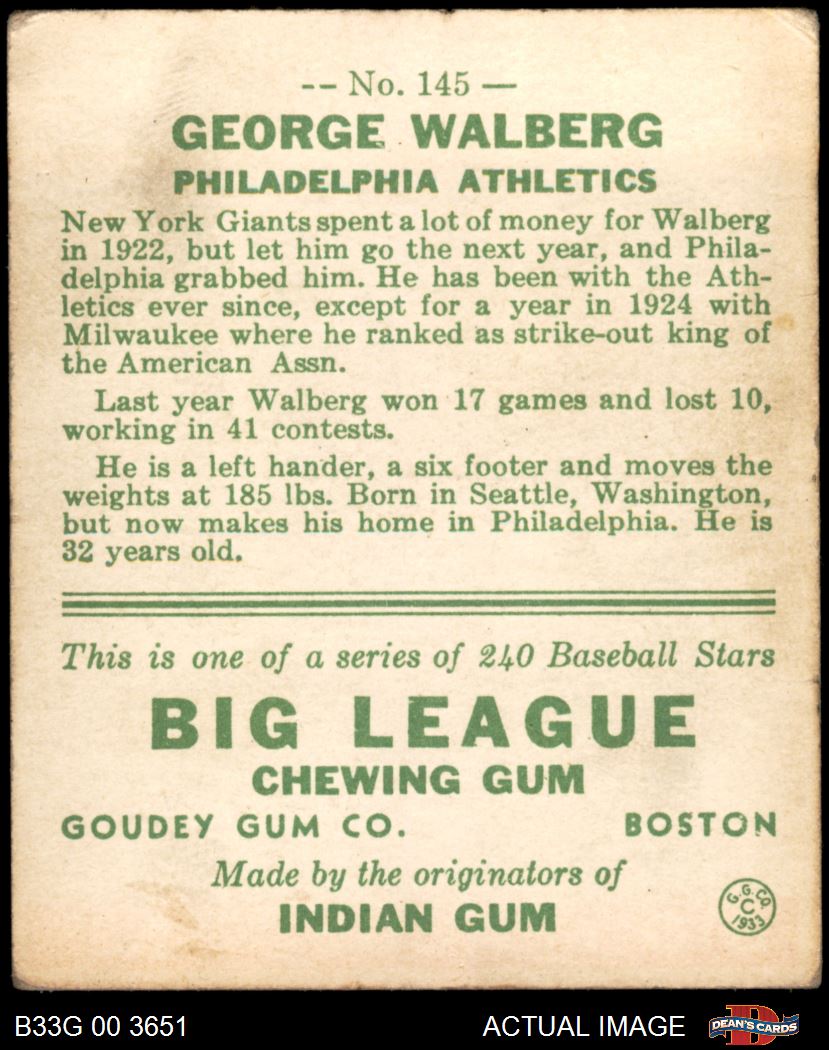 -- No. 145 —
GEORGE WALBERG
PHILADELPHIA ATHLETICS
New York Giants spent a lot of money for Walberg
in 1922, but let him go the next year, and Phila-
delphia grabbed him. He has been with the Ath-
letics ever since, except for a year in 1924 with
Milwaukee where he ranked as strike-out king of
the American Assn.
Last year Walberg won 17 games and lost 10,
working in 41 contests.
He is a left hander, a six footer and moves the
weights at 185 lbs. Born in Seattle, Washington,
but now makes his home in Philadelphia. He is
32 years old.
This is one of a series of 240 Baseball Stars
BIG LEAGUE
CHEWING GUM
GOUDEY GUM CO. BOSTON
Made by the originators of
INDIAN GUM
G.G.CO.
C
1933
B33G 00 3651 ACTUAL IMAGE
D
DEAN'S CARDS